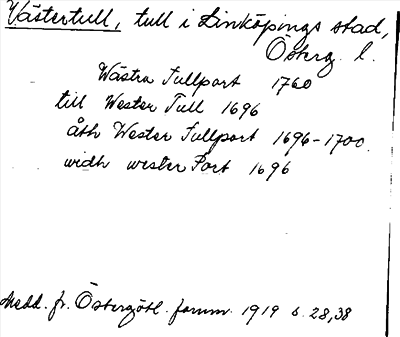 Västertull, tull i Linköpings stad,
Österg. l.
Wästra Tullport 1760
till Wester Tull 1696
åth Wester Tullport 1696-1700.
widh wester Port 1696
Medd. fr. Östergötl. fornm. 1919 s. 28,38